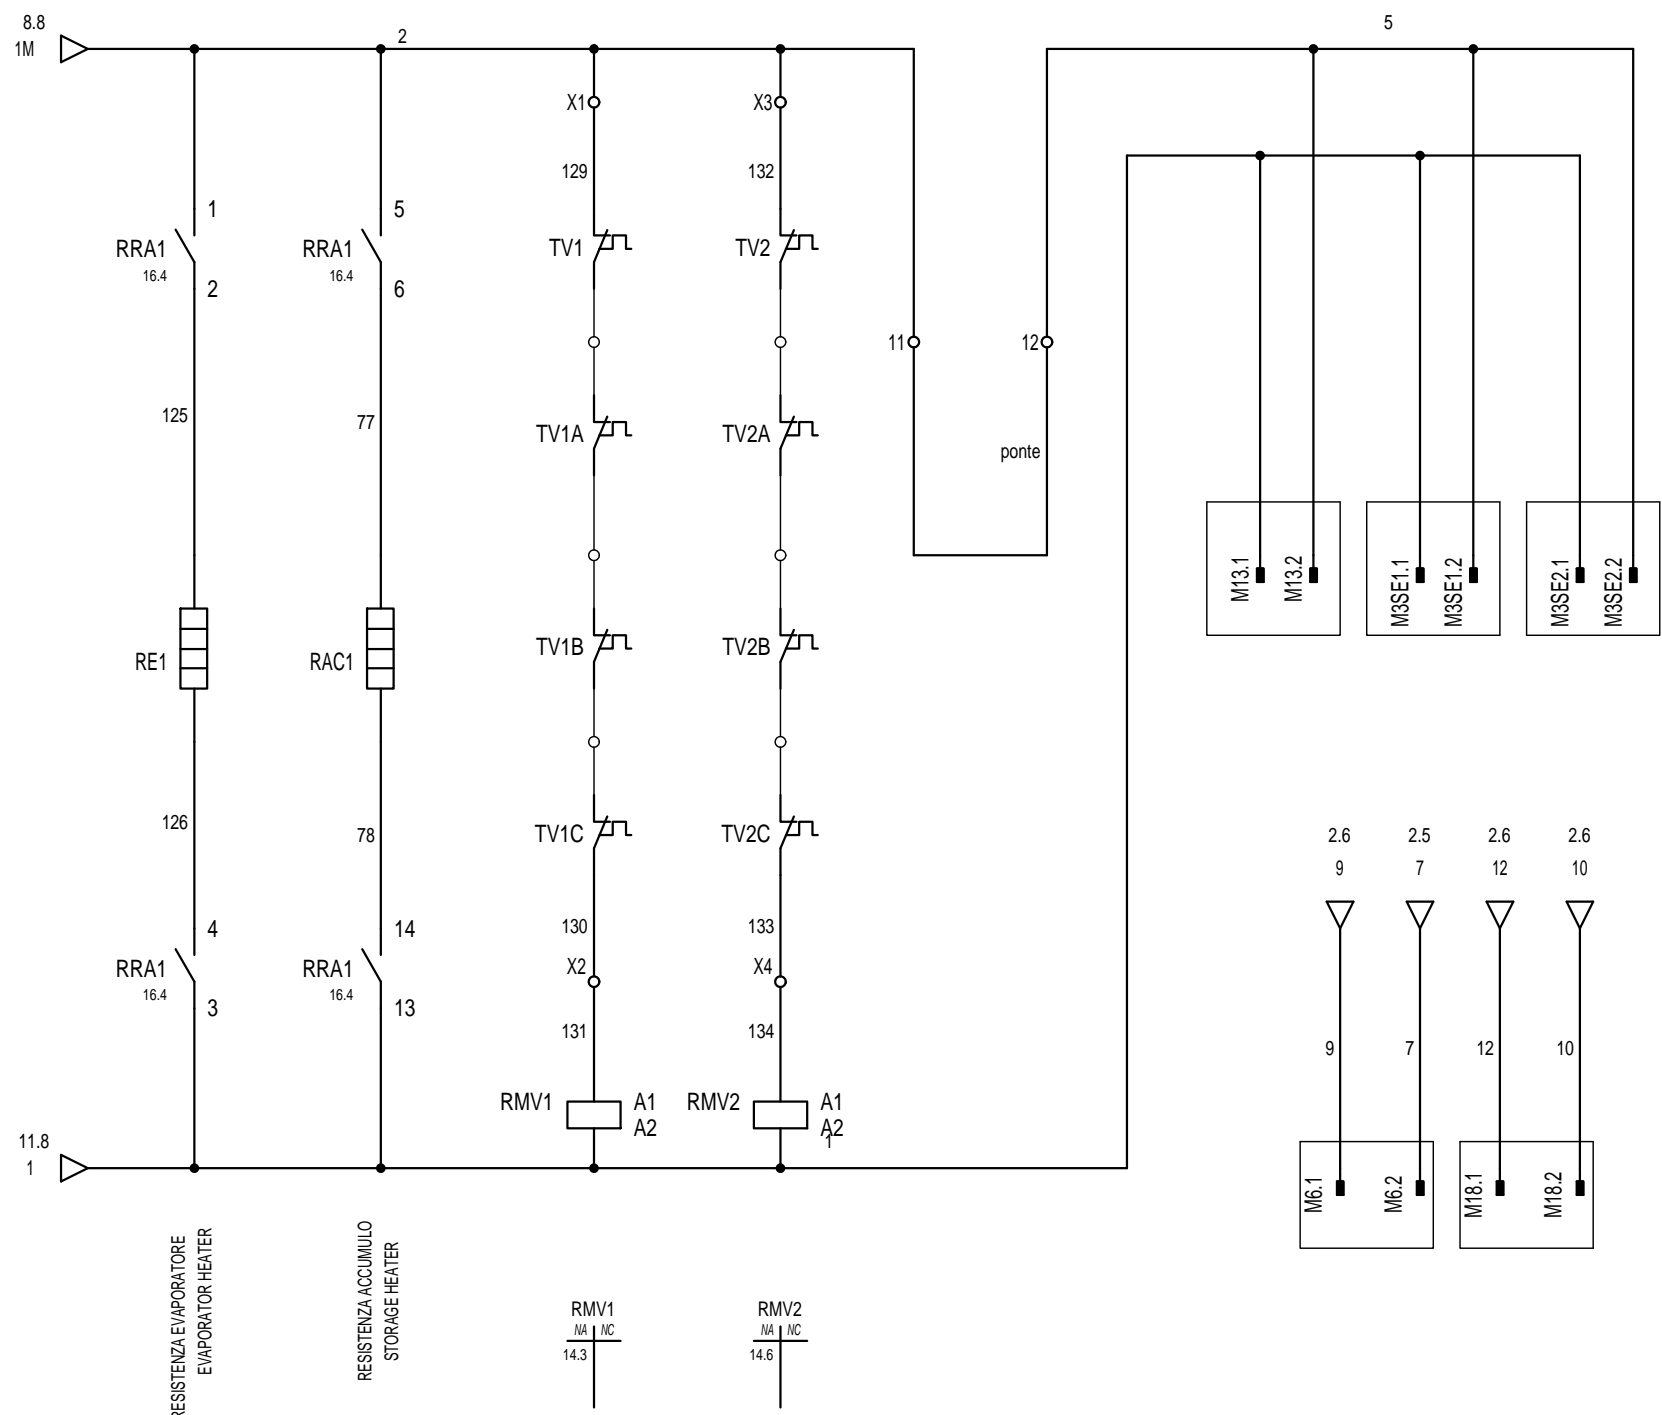 8.8
1M
2
5
X1
X3
129
132
1
5
RRA1
16.4
RRA1
16.4
TV1
TV2
2
6
11
12
125
77
TV1A
TV2A
ponte
M13.1
M13.2
M3SE1.1
M3SE1.2
M3SE2.1
M3SE2.2
RE1
RAC1
TV1B
TV2B
126
78
TV1C
TV2C
2.6
2.5
2.6
2.6
9
7
12
10
4
14
130
133
RRA1
16.4
RRA1
16.4
X2
X4
3
13
131
134
9
7
12
10
RMV1
A1
A2
RMV2
A1
A2
1
11.8
1
M6.1
M6.2
M18.1
M18.2
RESISTENZA EVAPORATORE
EVAPORATOR HEATER
RESISTENZA ACCUMULO
STORAGE HEATER
RMV1
NA NC
14.3
RMV2
NA NC
14.6